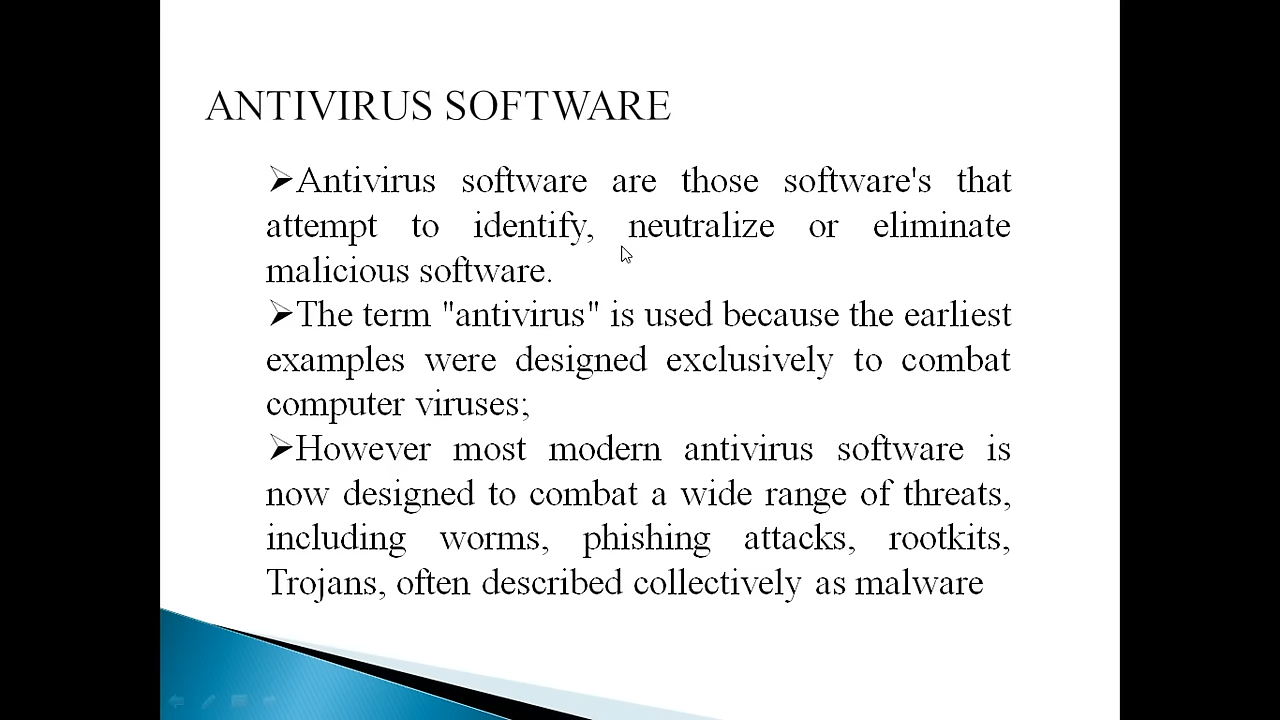 ANTIVIRUS SOFTWARE
➢Antivirus software are those software's that
attempt to identify, neutralize or eliminate
malicious software.
➢The term "antivirus" is used because the earliest
examples were designed exclusively to combat
computer viruses;
➢However most modern antivirus software is
now designed to combat a wide range of threats,
including worms, phishing attacks, rootkits,
Trojans, often described collectively as malware